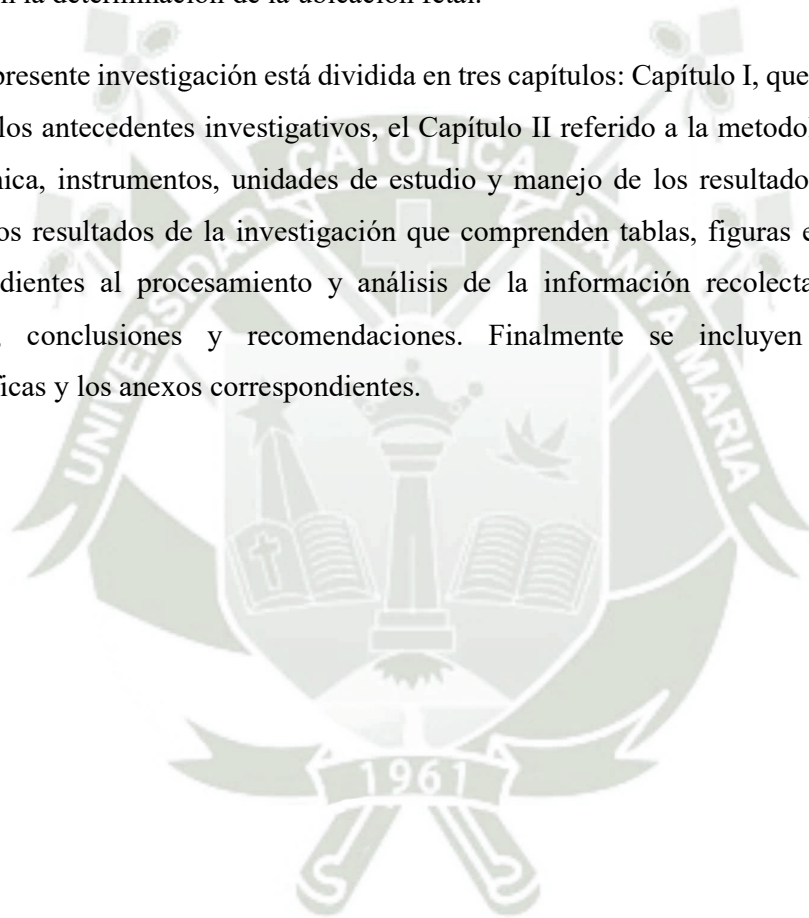 n la determinación de la ubicación fetal.
presente investigación está dividida en tres capítulos: Capítulo I, que
los antecedentes investigativos, el Capítulo II referido a la metodol
nica, instrumentos, unidades de estudio y manejo de los resultado
os resultados de la investigación que comprenden tablas, figuras e
dientes al procesamiento y análisis de la información recolecta
, conclusiones y recomendaciones. Finalmente se incluyen
ficas y los anexos correspondientes.
UNIVERSIDAD CATOLICA SANTA MARIA
1961